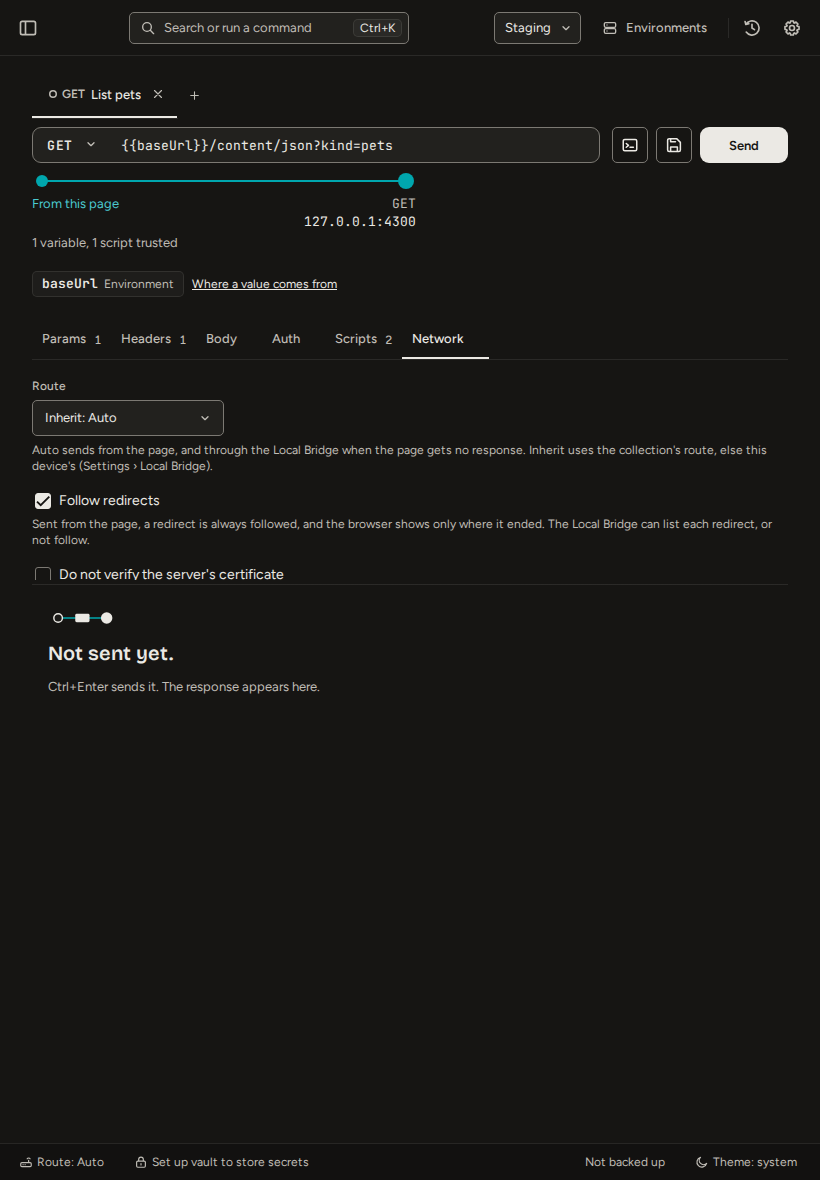 Search or run a command Ctrl+K Staging Environments
GET List pets
GET {{baseUrl}}/content/json?kind=pets Send
From this page GET
127.0.0.1:4300
1 variable, 1 script trusted
baseUrl Environment Where a value comes from
Params 1 Headers 1 Body Auth Scripts 2 Network
Route
Inherit: Auto
Auto sends from the page, and through the Local Bridge when the page gets no response. Inherit uses the collection's route, else this
device's (Settings › Local Bridge).
Follow redirects
Sent from the page, a redirect is always followed, and the browser shows only where it ended. The Local Bridge can list each redirect, or
not follow.
Do not verify the server's certificate
Not sent yet.
Ctrl+Enter sends it. The response appears here.
Route: Auto Set up vault to store secrets Not backed up Theme: system